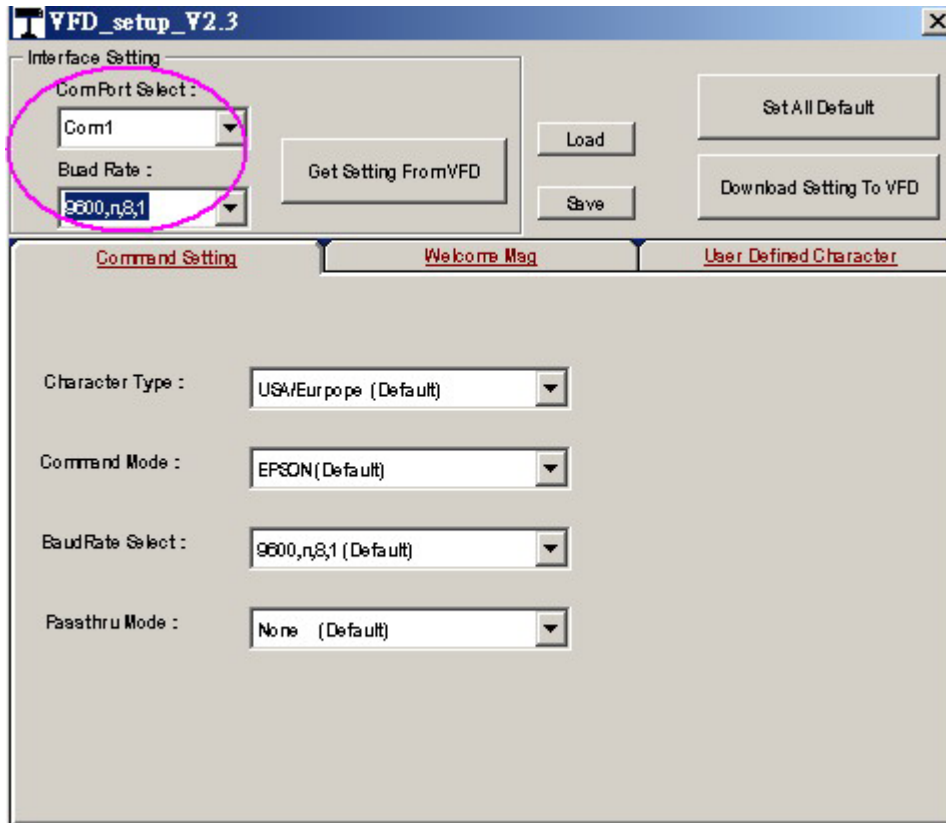 VFD_setup_V2.3
Interface Setting
ComPort Select :
Com1
Buad Rate :
9600,n,8,1
Get Setting From VFD
Load
Save
Set All Default
Download Setting To VFD
Command Setting
Welcome Mag
User Defined Character
Character Type :
USA/Eurpope (Default)
Command Mode :
EPSON(Default)
BaudRate Select :
9600,n,8,1 (Default)
Passthru Mode :
None (Default)